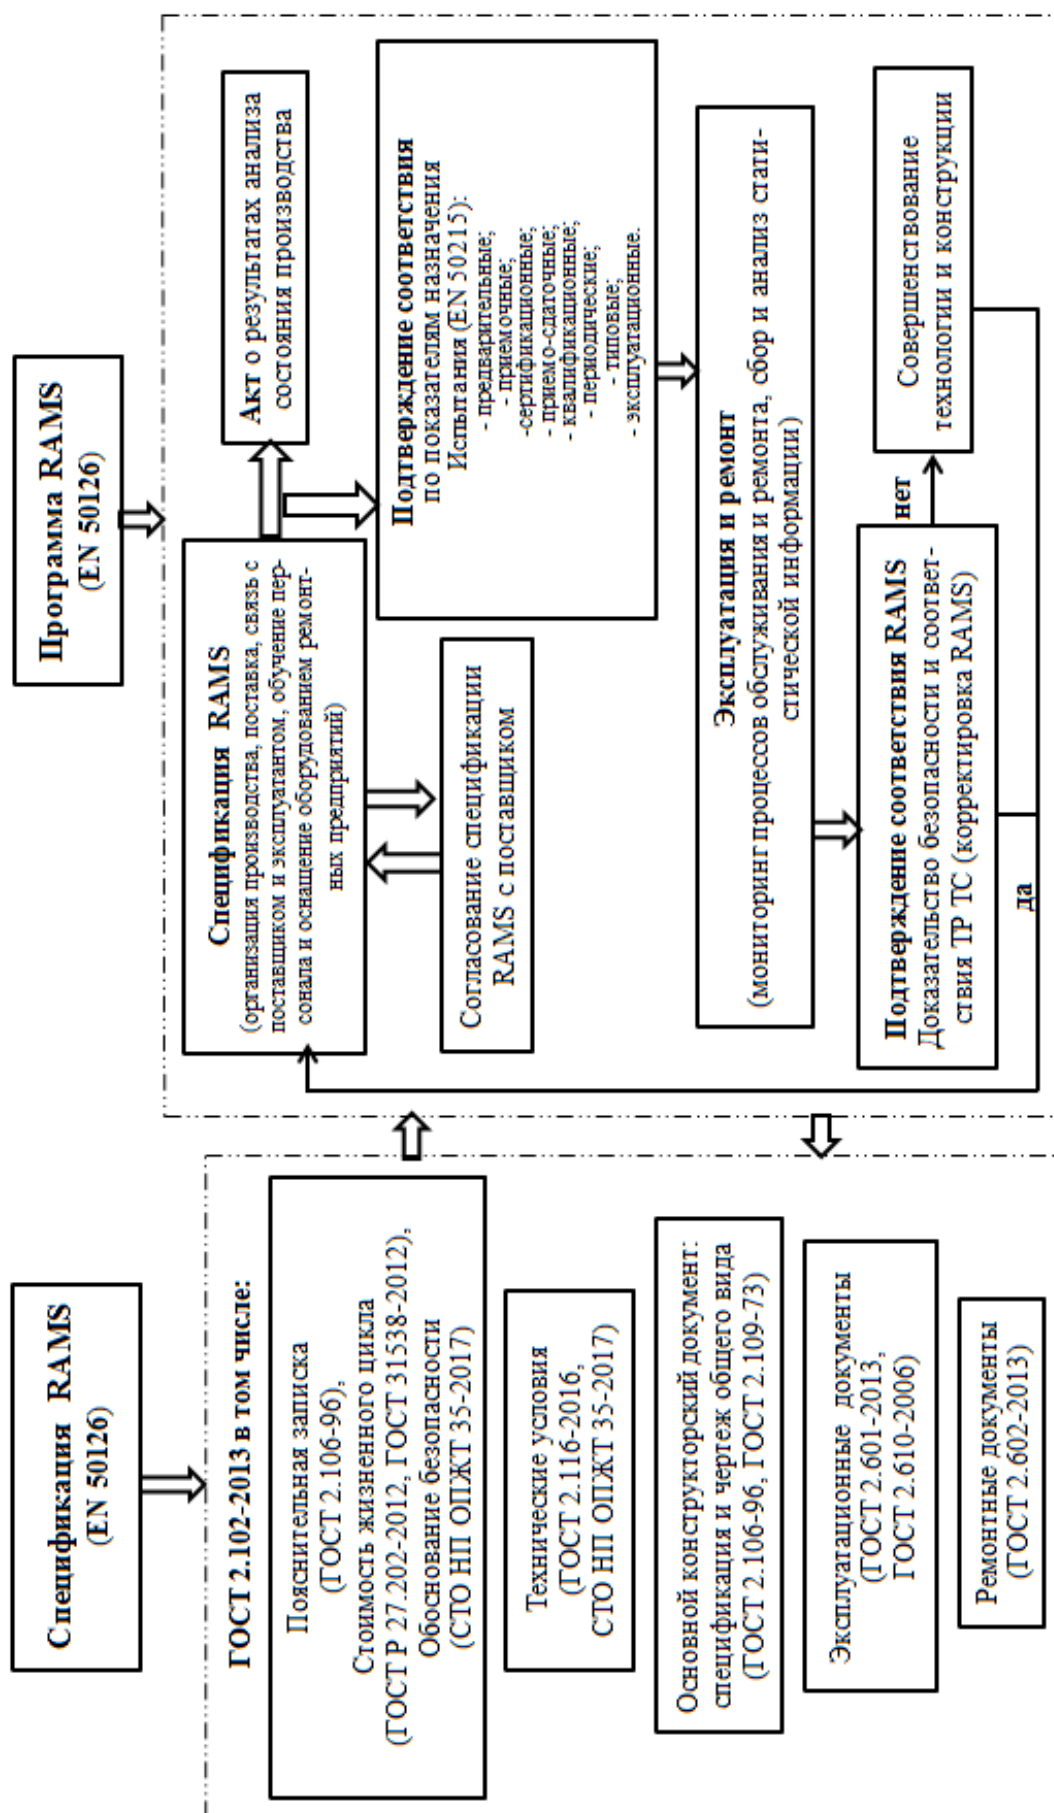 Спецификация RAMS
(EN 50126)
ГОСТ 2.102-2013 в том числе:
Пояснительная записка
(ГОСТ 2.106-96),
Стоимость жизненного цикла
(ГОСТ Р 27.202-2012, ГОСТ 31538-2012),
Обоснование безопасности
(СТО НП ОПЖТ 35-2017)
Технические условия
(ГОСТ 2.116-2016,
СТО НП ОПЖТ 35-2017)
Основной конструкторский документ:
спецификация и чертеж общего вида
(ГОСТ 2.106-96, ГОСТ 2.109-73)
Эксплуатационные документы
(ГОСТ 2.601-2013,
ГОСТ 2.610-2006)
Ремонтные документы
(ГОСТ 2.602-2013)
Программа RAMS
(EN 50126)
Спецификация RAMS
(организация производства, поставка, связь с
поставщиком и эксплуатантом, обучение пер-
сонала и оснащение оборудованием ремонт-
ных предприятий)
Акт о результатах анализа
состояния производства
Согласование спецификации
RAMS с поставщиком
Подтверждение соответствия
по показателям назначения
Испытания (EN 50215):
- предварительные;
- приемочные;
-сертификационные;
- приемо-сдаточные;
- квалификационные;
- периодические;
- типовые;
- эксплуатационные.
Эксплуатация и ремонт
(мониторинг процессов обслуживания и ремонта, сбор и анализ стати-
стической информации)
Подтверждение соответствия RAMS
Доказательство безопасности и соответ-
ствия ТР ТС (корректировка RAMS)
нет
Совершенствование
технологии и конструкции
да